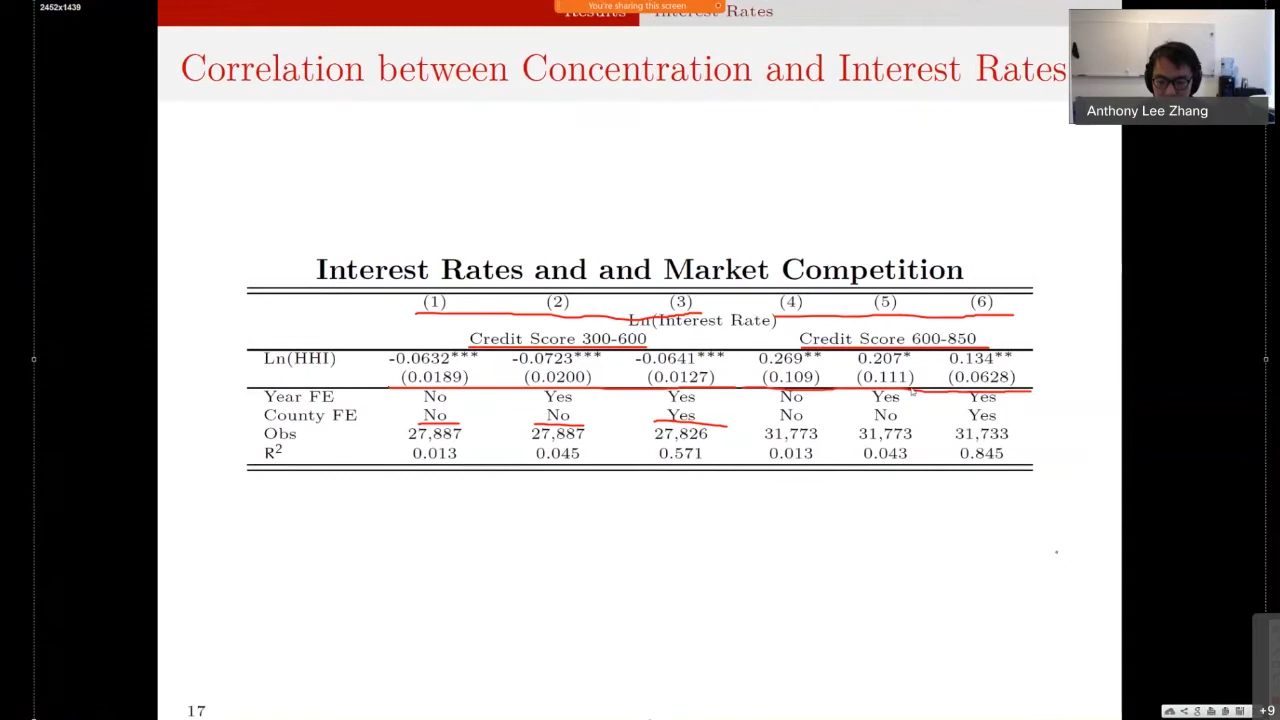 2452x1439
You're sharing this screen
Results Interest Rates
Correlation between Concentration and Interest Rates
Anthony Lee Zhang
Interest Rates and and Market Competition
(1) (2) (3) (4) (5) (6)
Ln(Interest Rate)
Credit Score 300-600 Credit Score 600-850
Ln(HHI) -0.0632*** -0.0723*** -0.0641*** 0.269** 0.207* 0.134**
(0.0189) (0.0200) (0.0127) (0.109) (0.111) (0.0628)
Year FE No Yes Yes No Yes Yes
County FE No No Yes No No Yes
Obs 27,887 27,887 27,826 31,773 31,773 31,733
R2 0.013 0.045 0.571 0.013 0.043 0.845
17
+9